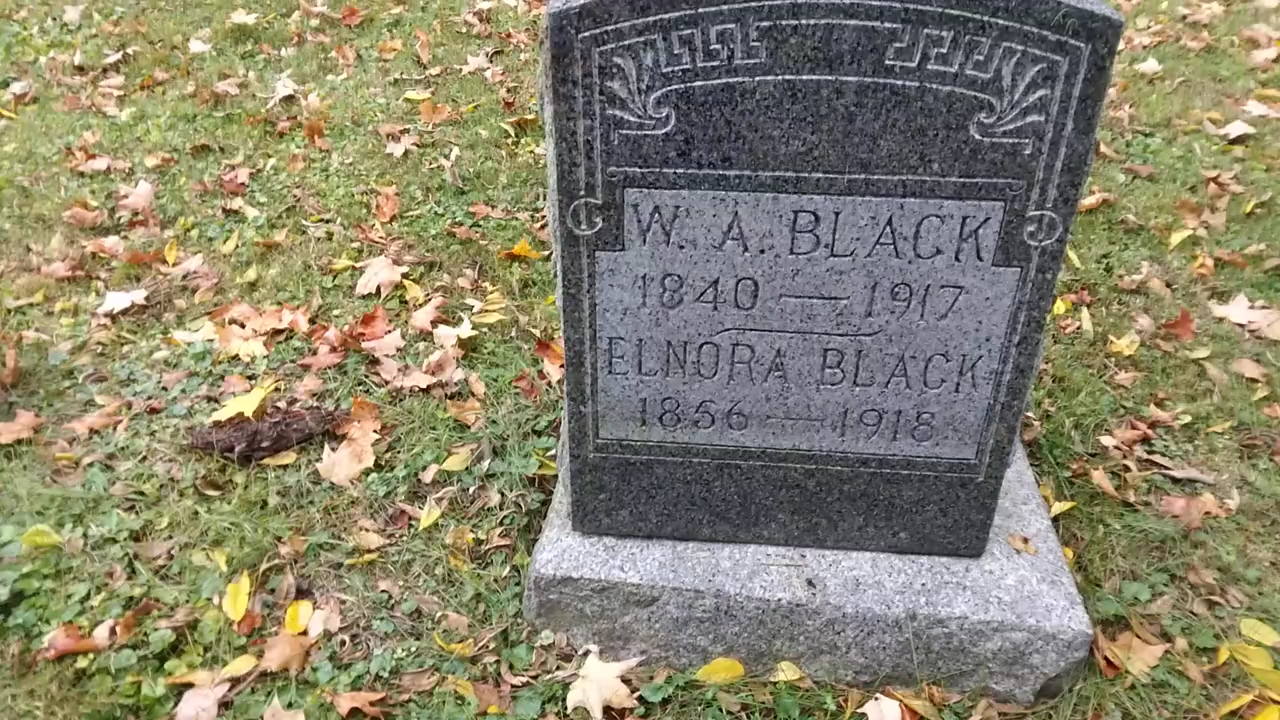 W. A. BLACK
1840 — 1917
ELNORA BLACK
1856 — 1918